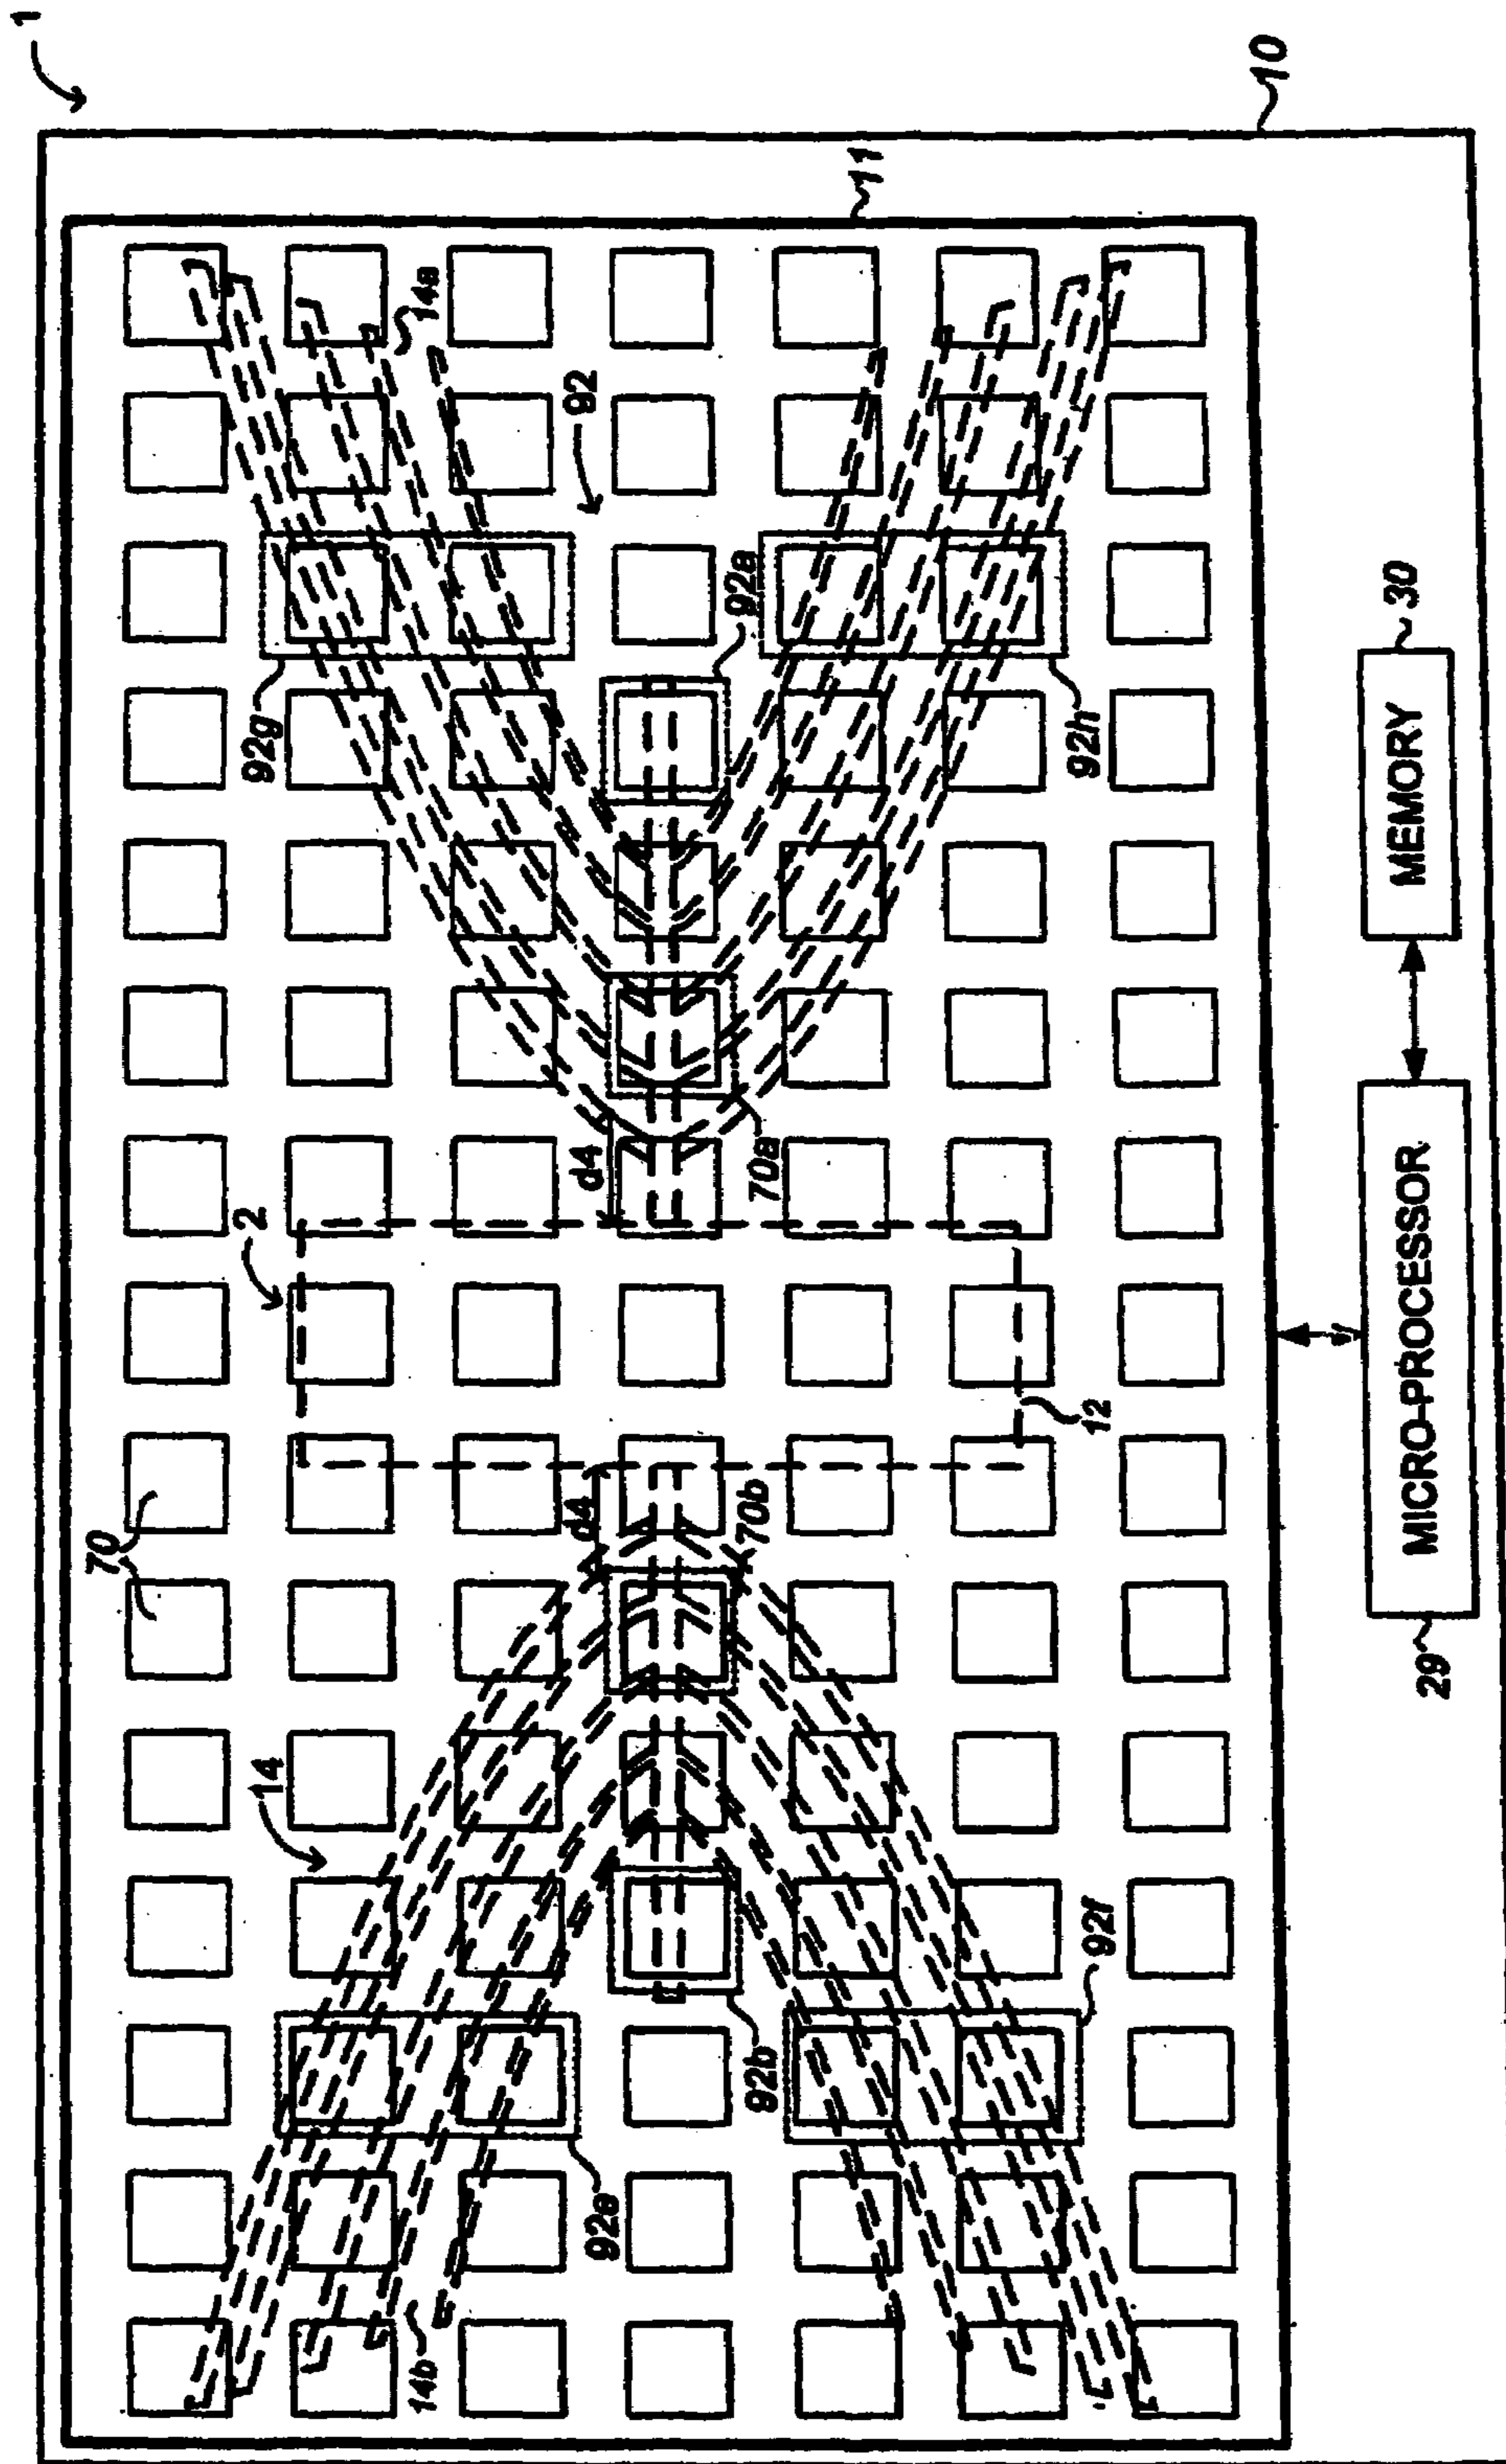 1
70
14
2
92g
14b
14a
92
d4
d4
92e
92b
70b
70a
92a
11
92f
12
92h
10
29
MICRO-PROCESSOR
MEMORY
30